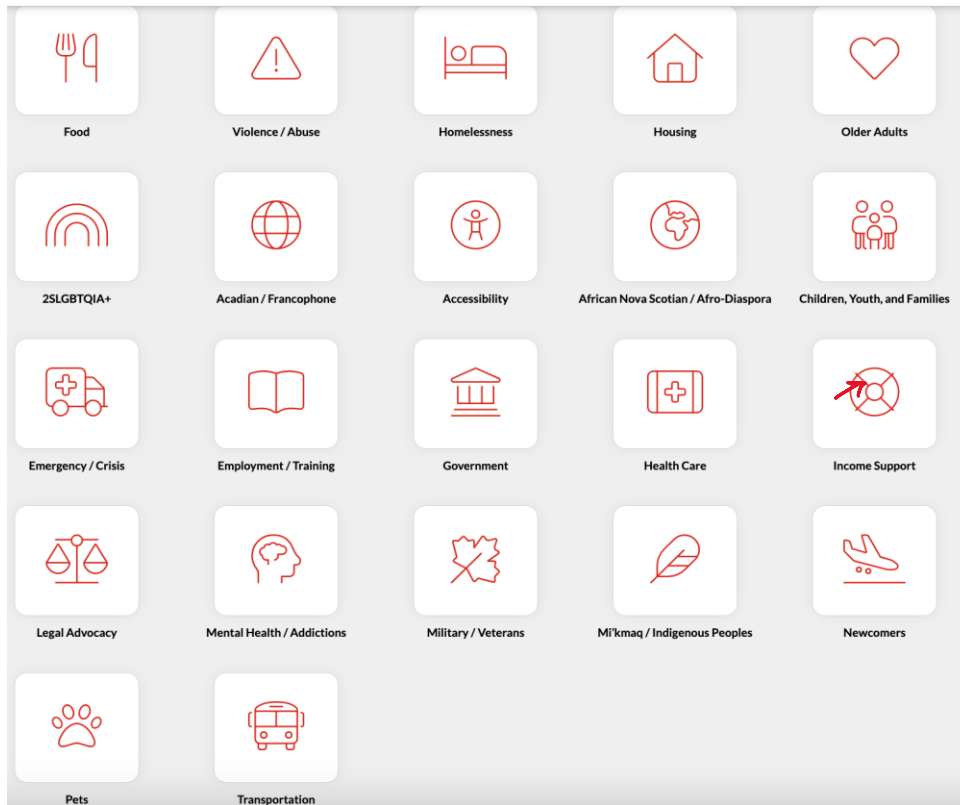 Food
Violence / Abuse
Homelessness
Housing
Older Adults
2SLGBTQIA+
Acadian / Francophone
Accessibility
African Nova Scotian / Afro-Diaspora
Children, Youth, and Families
Emergency / Crisis
Employment / Training
Government
Health Care
Income Support
Legal Advocacy
Mental Health / Addictions
Military / Veterans
Mi'kmaq / Indigenous Peoples
Newcomers
Pets
Transportation